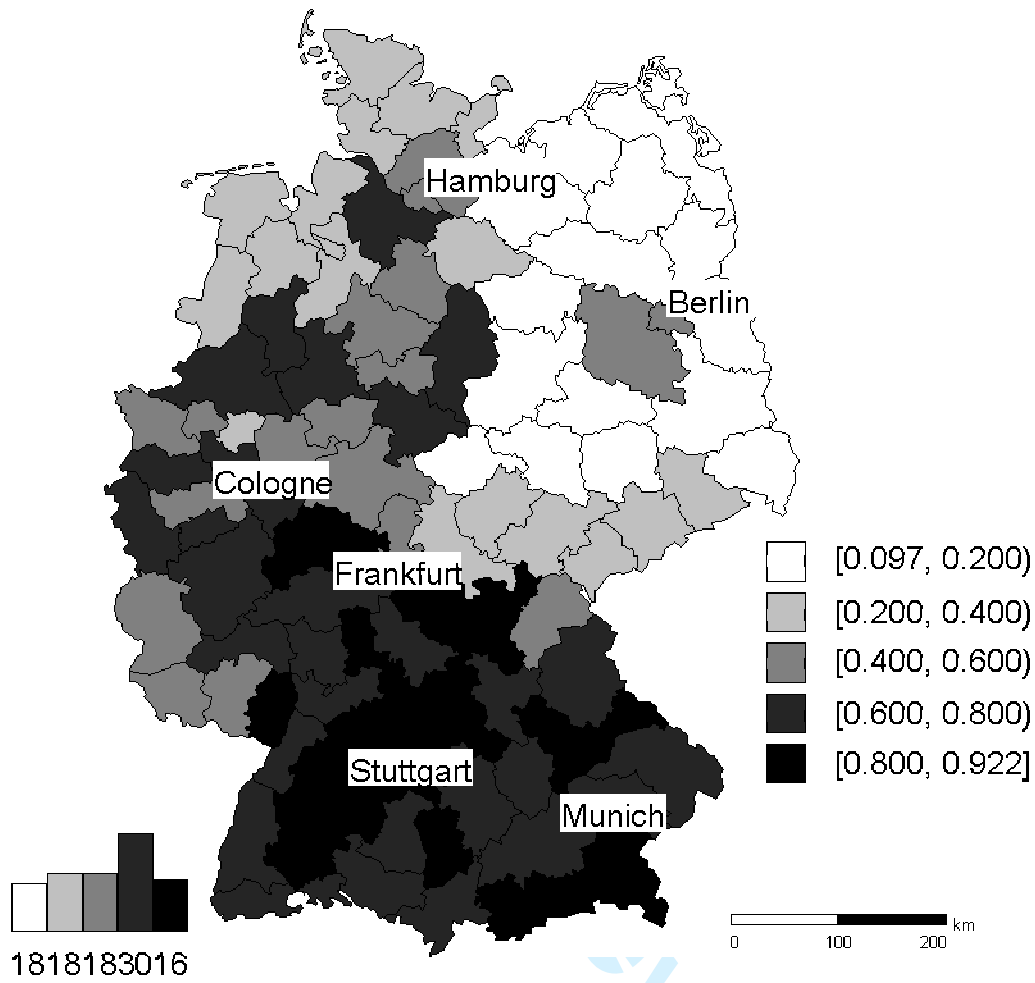 Hamburg
Berlin
Cologne
Frankfurt
Stuttgart
Munich
[0.097, 0.200)
[0.200, 0.400)
[0.400, 0.600)
[0.600, 0.800)
[0.800, 0.922]
1818183016
km
0 100 200